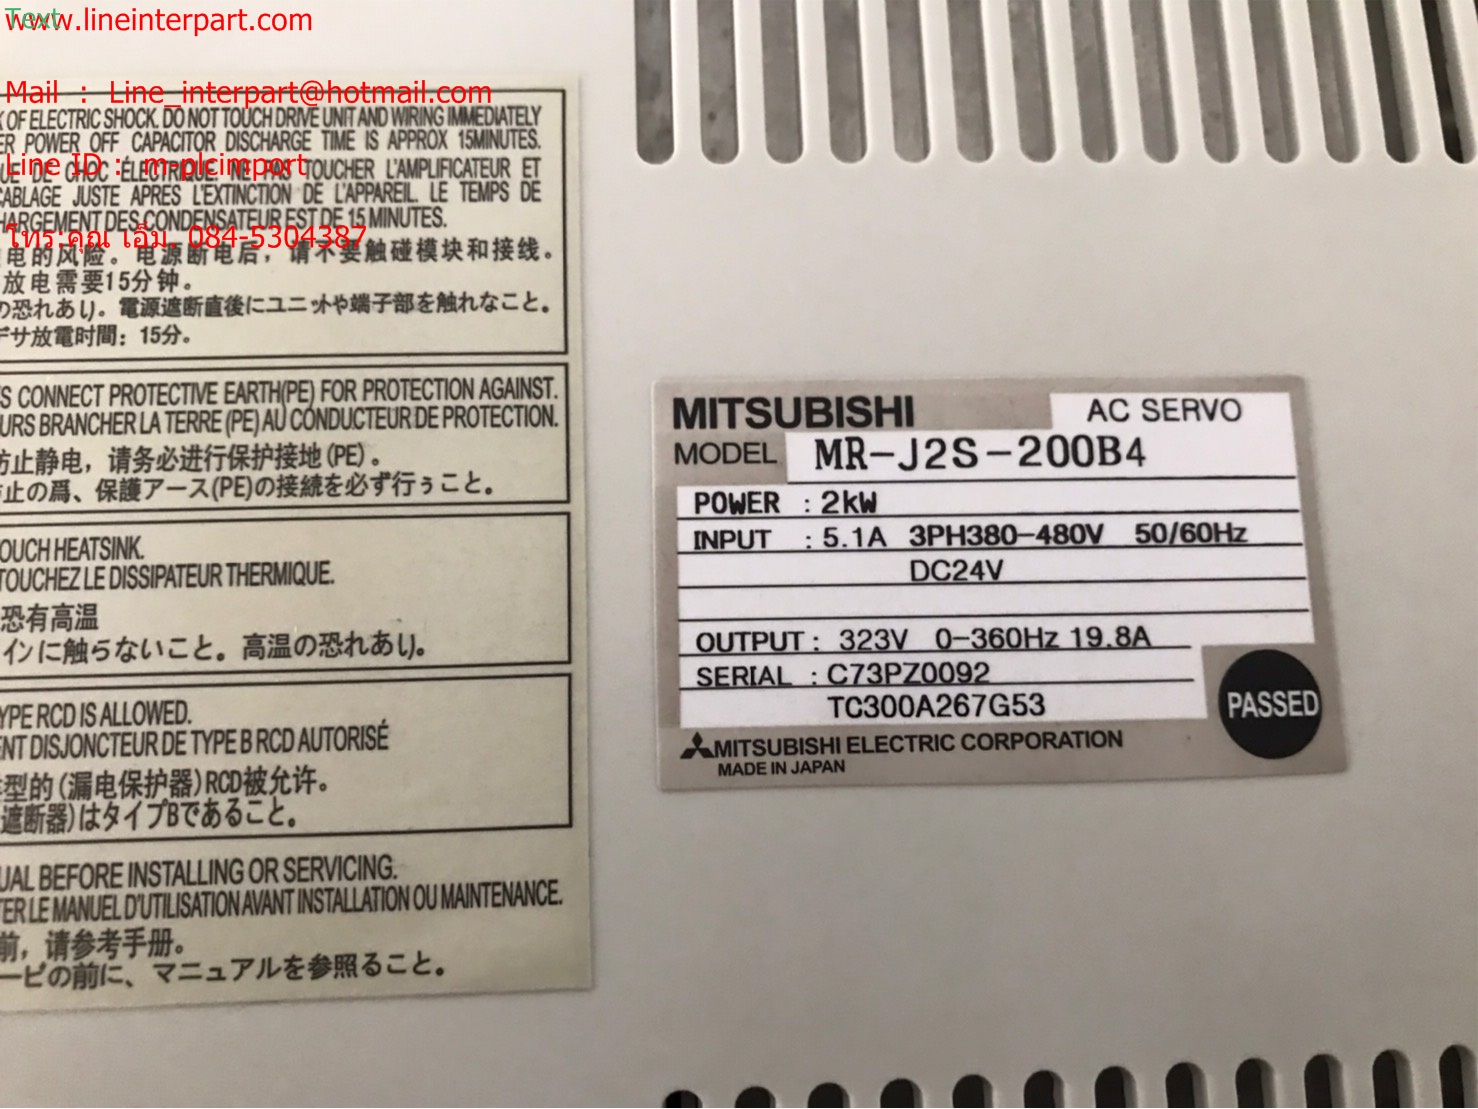 www.lineinterpart.com
Text
Mail : Line_interpart@hotmail.com
Line ID : m-plcimport
โทร.คุณ เอ็ม. 084-5304387
OF ELECTRIC SHOCK. DO NOT TOUCH DRIVE UNIT AND WIRING IMMEDIATELY
ER POWER OFF CAPACITOR DISCHARGE TIME IS APPROX 15MINUTES.
UE DE CHOC ÉLECTRIQUE. NE PAS TOUCHER L'AMPLIFICATEUR ET
CABLAGE JUSTE APRES L'EXTINCTION DE L'APPAREIL. LE TEMPS DE
HARGEMENT DES CONDENSATEUR EST DE 15 MINUTES.
电的风险。电源断电后，请不要触碰模块和接线。
放电需要15分钟。
の恐れあり。電源遮断直後にユニットや端子部を触れなこと。
デサ放電时間：15分。
S CONNECT PROTECTIVE EARTH(PE) FOR PROTECTION AGAINST.
URS BRANCHER LA TERRE (PE) AU CONDUCTEUR DE PROTECTION.
防止静电，请务必进行保护接地(PE)。
止の爲、保護アース(PE)の接続を必ず行うこと。
OUCH HEATSINK.
TOUCHEZ LE DISSIPATEUR THERMIQUE.
恐有高温
インに触らないこと。高温の恐れあり。
YPE RCD IS ALLOWED.
ENT DISJONCTEUR DE TYPE B RCD AUTORISÉ
型的(漏电保护器)RCD被允许。
遮断器)はタイプBであること。
UAL BEFORE INSTALLING OR SERVICING.
TER LE MANUEL D'UTILISATION AVANT INSTALLATION OU MAINTENANCE.
前，请参考手册。
ービの前に、マニュアルを参照ること。
MITSUBISHI AC SERVO
MODEL MR-J2S-200B4
POWER : 2kW
INPUT : 5.1A 3PH380-480V 50/60Hz
DC24V
OUTPUT : 323V 0-360Hz 19.8A
SERIAL : C73PZ0092
TC300A267G53
PASSED
MITSUBISHI ELECTRIC CORPORATION
MADE IN JAPAN